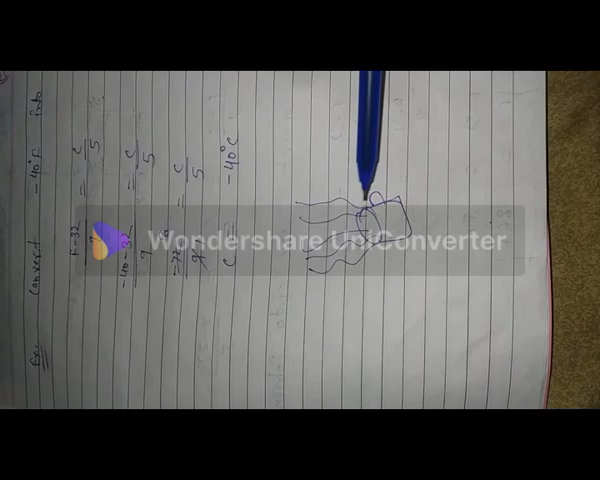 Ex. Convert -40°F into
F-32/9 = C/5
-40-32/9 = C/5
-72/9 = C/5
C = -40°C
Wondershare UniConverter